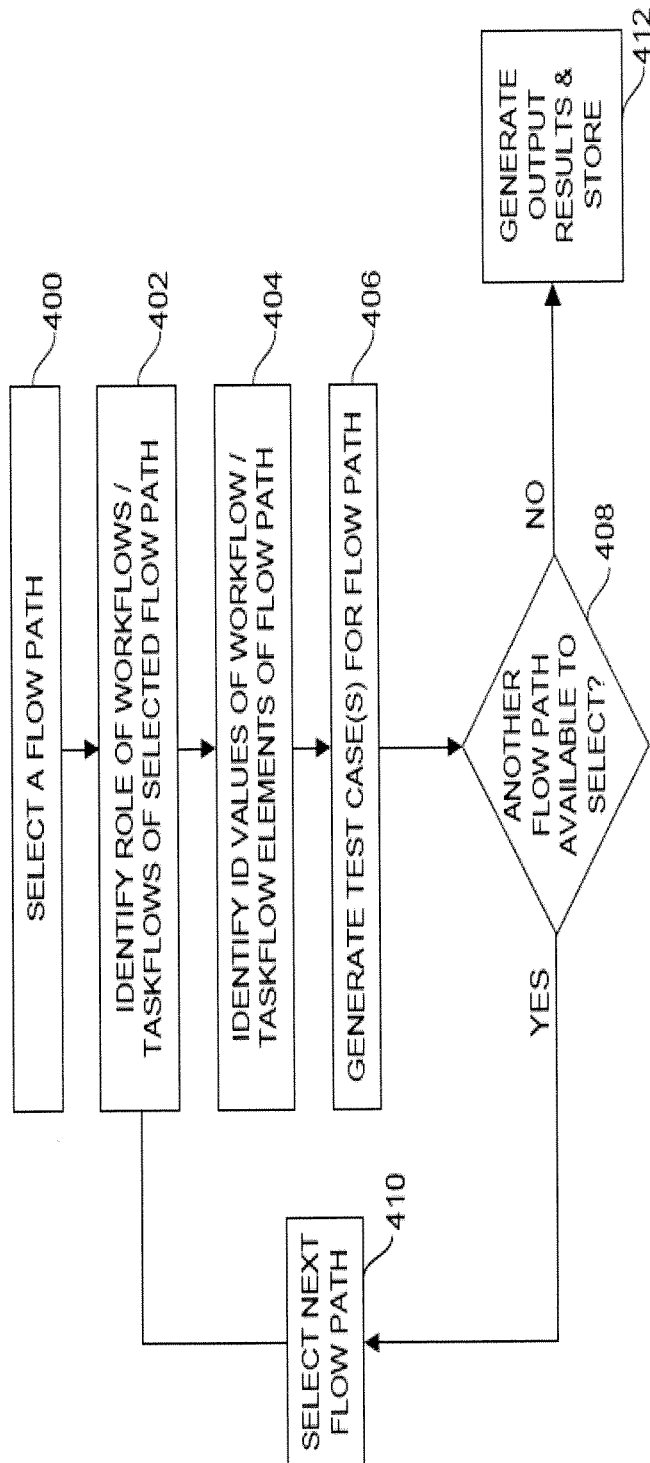 SELECT A FLOW PATH
400
IDENTIFY ROLE OF WORKFLOWS /
TASKFLOWS OF SELECTED FLOW PATH
402
IDENTIFY ID VALUES OF WORKFLOW /
TASKFLOW ELEMENTS OF FLOW PATH
404
GENERATE TEST CASE(S) FOR FLOW PATH
406
ANOTHER
FLOW PATH
AVAILABLE TO
SELECT?
408
YES
NO
SELECT NEXT
FLOW PATH
410
GENERATE
OUTPUT
RESULTS &
STORE
412